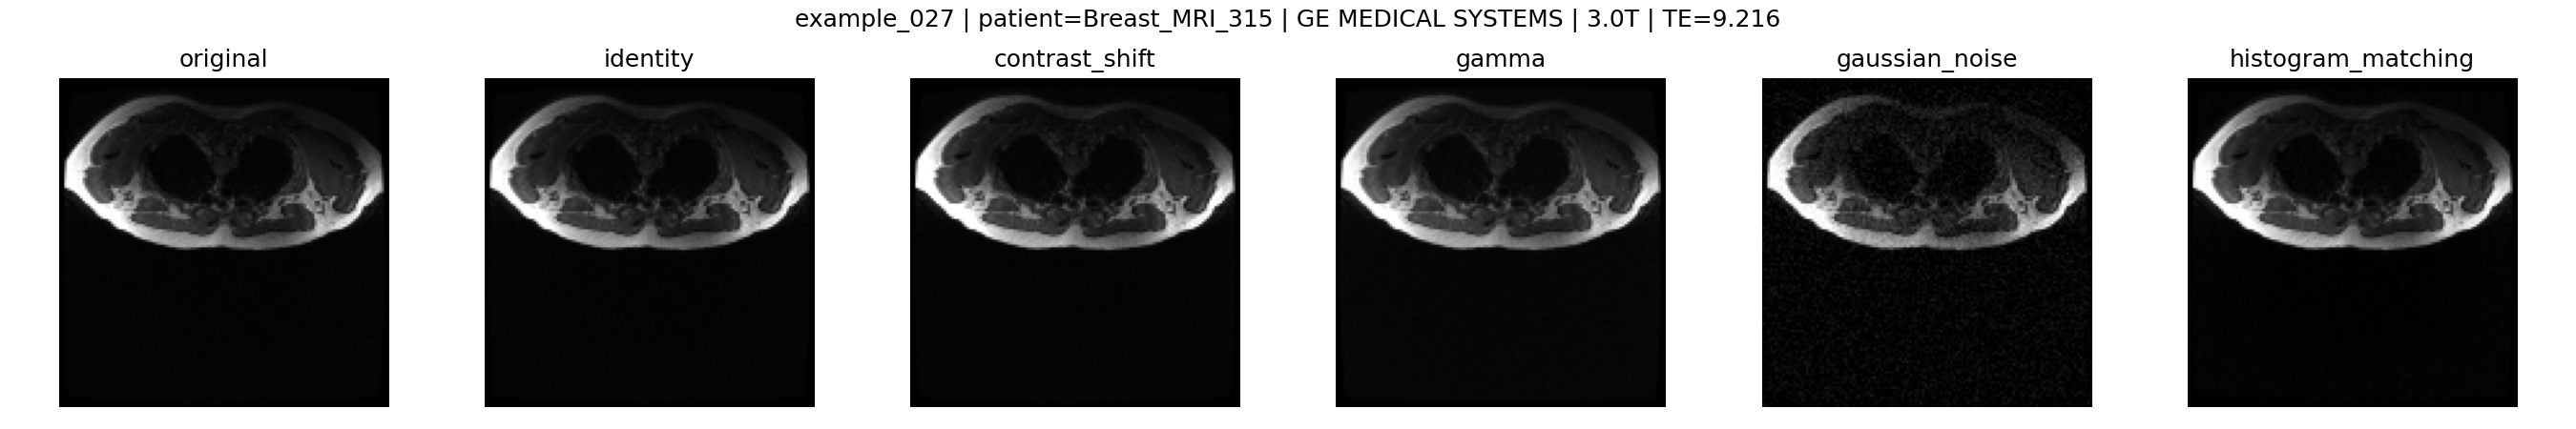 example_027 | patient=Breast_MRI_315 | GE MEDICAL SYSTEMS | 3.0T | TE=9.216
original identity contrast_shift gamma gaussian_noise histogram_matching